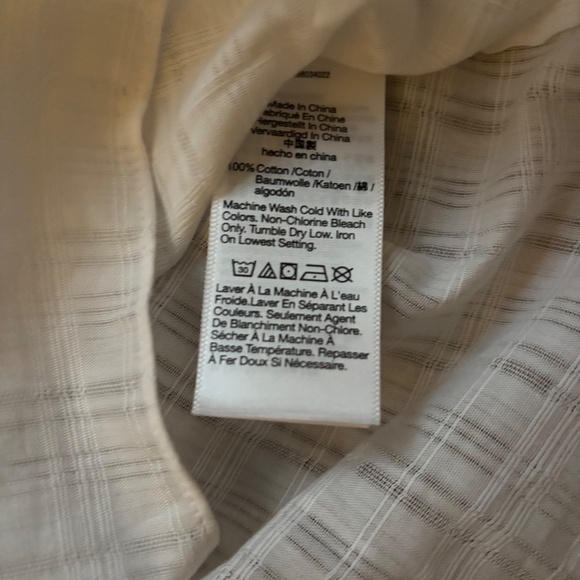 Made in China
Fabriqué En Chine
Hergestellt In China
Vervaardigd In China
中国製
hecho en china
100% Cotton /Coton /
Baumwolle /Katoen /綿 /
algodón
Machine Wash Cold With Like
Colors. Non-Chlorine Bleach
Only. Tumble Dry Low. Iron
On Lowest Setting.
30
Laver À La Machine À L'eau
Froide.Laver En Séparant Les
Couleurs. Seulement Agent
De Blanchiment Non-Chlore.
Sécher À La Machine À
Basse Température. Repasser
À Fer Doux Si Nécessaire.